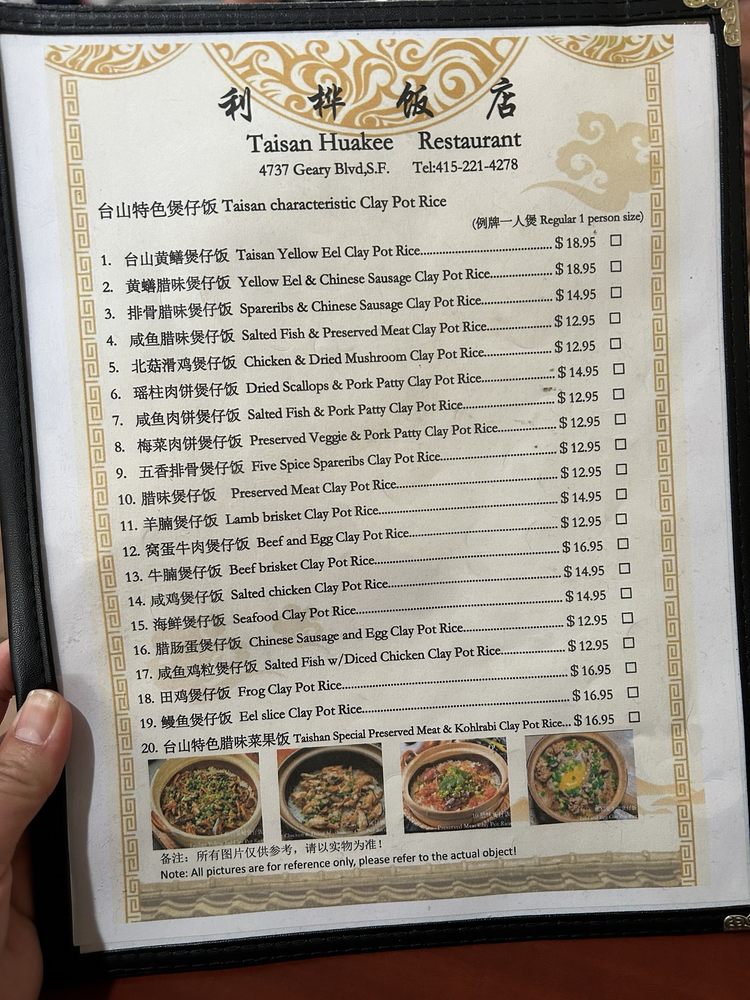 利桦饭店
Taisan Huakee Restaurant
4737 Geary Blvd,S.F. Tel:415-221-4278
台山特色煲仔饭 Taisan characteristic Clay Pot Rice
(例牌一人煲 Regular 1 person size)
1. 台山黄鳝煲仔饭 Taisan Yellow Eel Clay Pot Rice........$ 18.95 □
2. 黄鳝腊味煲仔饭 Yellow Eel & Chinese Sausage Clay Pot Rice........$ 18.95 □
3. 排骨腊味煲仔饭 Spareribs & Chinese Sausage Clay Pot Rice........$ 14.95 □
4. 咸鱼腊味煲仔饭 Salted Fish & Preserved Meat Clay Pot Rice........$ 12.95 □
5. 北菇滑鸡煲仔饭 Chicken & Dried Mushroom Clay Pot Rice........$ 12.95 □
6. 瑶柱肉饼煲仔饭 Dried Scallops & Pork Patty Clay Pot Rice........$ 14.95 □
7. 咸鱼肉饼煲仔饭 Salted Fish & Pork Patty Clay Pot Rice........$ 12.95 □
8. 梅菜肉饼煲仔饭 Preserved Veggie & Pork Patty Clay Pot Rice........$ 12.95 □
9. 五香排骨煲仔饭 Five Spice Spareribs Clay Pot Rice........$ 12.95 □
10. 腊味煲仔饭 Preserved Meat Clay Pot Rice........$ 12.95 □
11. 羊腩煲仔饭 Lamb brisket Clay Pot Rice........$ 14.95 □
12. 窝蛋牛肉煲仔饭 Beef and Egg Clay Pot Rice........$ 12.95 □
13. 牛腩煲仔饭 Beef brisket Clay Pot Rice........$ 16.95 □
14. 咸鸡煲仔饭 Salted chicken Clay Pot Rice........$ 14.95 □
15. 海鲜煲仔饭 Seafood Clay Pot Rice........$ 14.95 □
16. 腊肠蛋煲仔饭 Chinese Sausage and Egg Clay Pot Rice........$ 12.95 □
17. 咸鱼鸡粒煲仔饭 Salted Fish w/Diced Chicken Clay Pot Rice........$ 12.95 □
18. 田鸡煲仔饭 Frog Clay Pot Rice........$ 16.95 □
19. 鳗鱼煲仔饭 Eel slice Clay Pot Rice........$ 16.95 □
20. 台山特色腊味菜果饭 Taishan Special Preserved Meat & Kohlrabi Clay Pot Rice...$ 16.95 □
Preserved Meat Clay Pot Rice
备注：所有图片仅供参考，请以实物为准！
Note: All pictures are for reference only, please refer to the actual object!